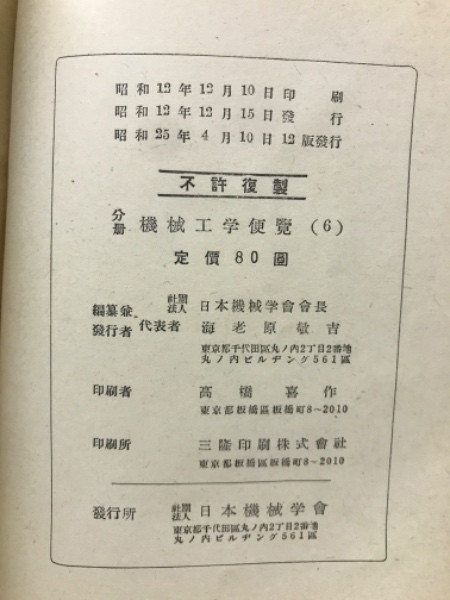 昭和12年12月10日印刷
昭和12年12月15日發行
昭和25年4月10日12版發行
不許復製
分册 機械工学便覽 (6)
定價80圓
編纂兼發行者 社團法人 日本機械学會會長
代表者 海老原敬吉
東京都千代田區丸ノ内2丁目2番地
丸ノ内ビルヂング561區
印刷者 高橋喜作
東京都板橋區板橋町8~2010
印刷所 三隆印刷株式會社
東京都板橋區板橋町8~2010
發行所 社團法人 日本機械学會
東京都千代田區丸ノ内2丁目2番地
丸ノ内ビルヂング561區